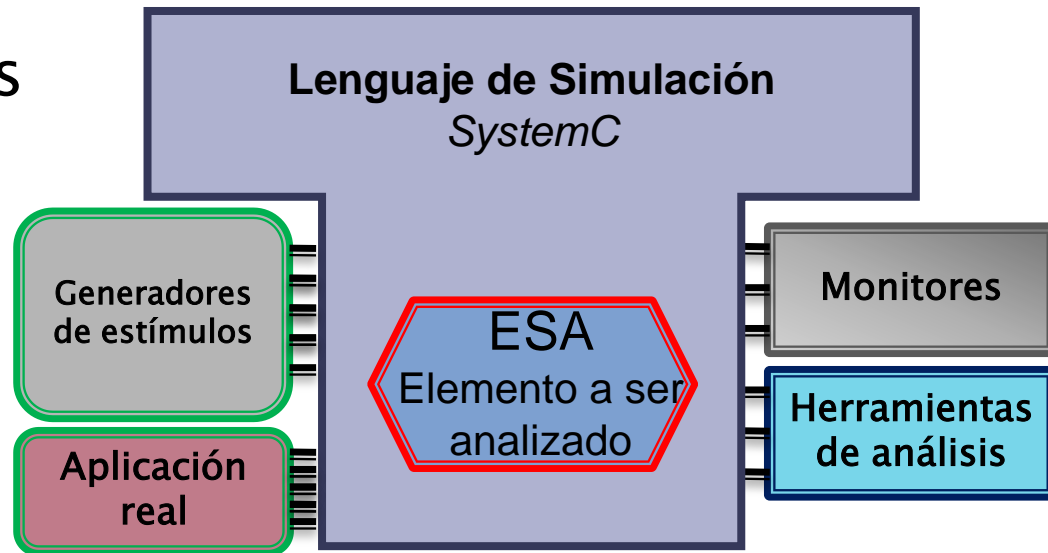 s
Lenguaje de Simulación
SystemC
Generadores
de estímulos
Aplicación
real
ESA
Elemento a ser
analizado
Monitores
Herramientas
de análisis